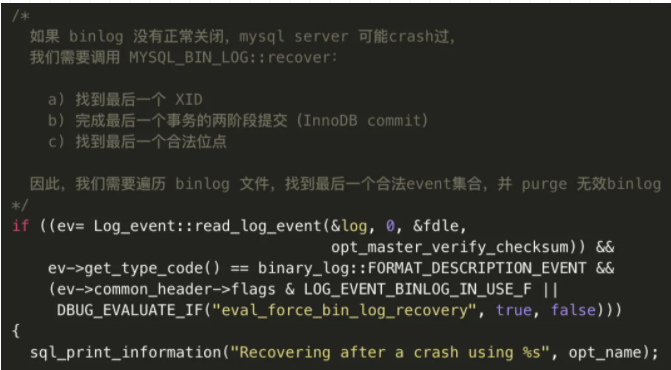 /*
如果 binlog 没有正常关闭，mysql server 可能crash过，
我们需要调用 MYSQL_BIN_LOG::recover：
a) 找到最后一个 XID
b) 完成最后一个事务的两阶段提交（InnoDB commit）
c) 找到最后一个合法位点
因此，我们需要遍历 binlog 文件，找到最后一个合法event集合，并 purge 无效binlog
*/
if ((ev= Log_event::read_log_event(&log, 0, &fdle,
opt_master_verify_checksum)) &&
ev->get_type_code() == binary_log::FORMAT_DESCRIPTION_EVENT &&
(ev->common_header->flags & LOG_EVENT_BINLOG_IN_USE_F ||
DBUG_EVALUATE_IF("eval_force_bin_log_recovery", true, false)))
{
sql_print_information("Recovering after a crash using %s", opt_name);